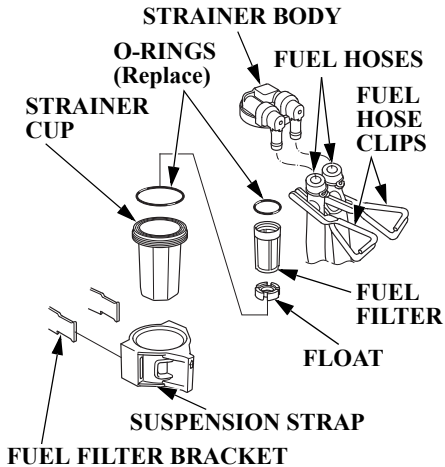 STRAINER BODY
O-RINGS
(Replace)
FUEL HOSES
STRAINER
CUP
FUEL
HOSE
CLIPS
FUEL
FILTER
FLOAT
SUSPENSION STRAP
FUEL FILTER BRACKET